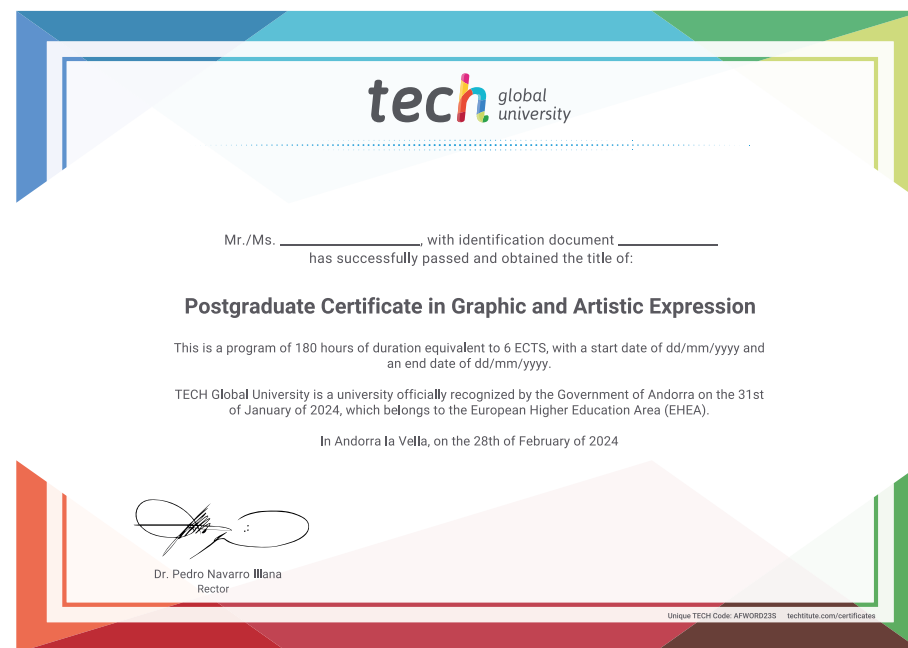 tech global
university
Mr./Ms. ____________________, with identification document ______________
has successfully passed and obtained the title of:
Postgraduate Certificate in Graphic and Artistic Expression
This is a program of 180 hours of duration equivalent to 6 ECTS, with a start date of dd/mm/yyyy and
an end date of dd/mm/yyyy.
TECH Global University is a university officially recognized by the Government of Andorra on the 31st
of January of 2024, which belongs to the European Higher Education Area (EHEA).
In Andorra la Vella, on the 28th of February of 2024
Dr. Pedro Navarro Illana
Rector
Unique TECH Code: AFWORD23S techtitute.com/certificates